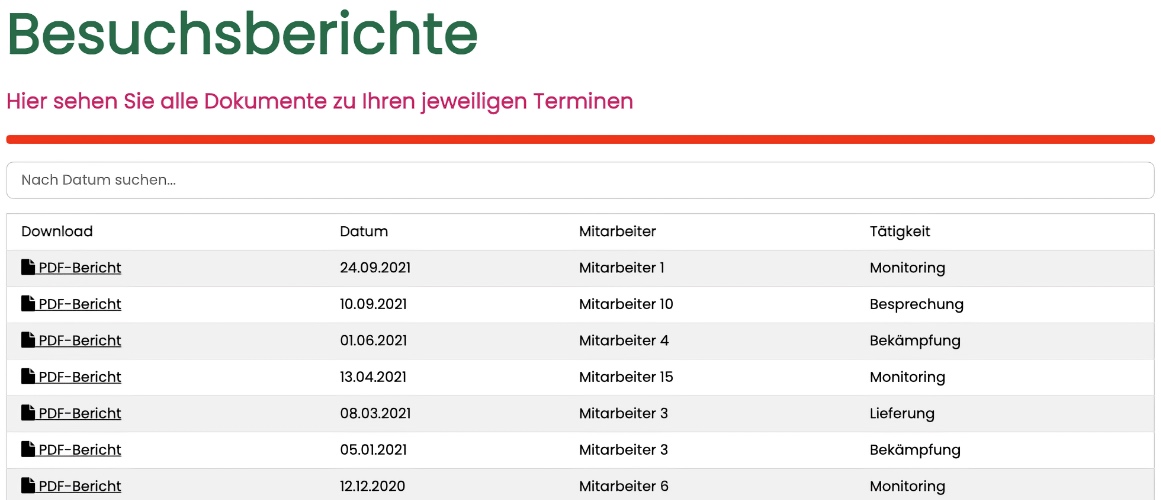 Besuchsberichte
Hier sehen Sie alle Dokumente zu Ihren jeweiligen Terminen
Nach Datum suchen...
Download Datum Mitarbeiter Tätigkeit
PDF-Bericht 24.09.2021 Mitarbeiter 1 Monitoring
PDF-Bericht 10.09.2021 Mitarbeiter 10 Besprechung
PDF-Bericht 01.06.2021 Mitarbeiter 4 Bekämpfung
PDF-Bericht 13.04.2021 Mitarbeiter 15 Monitoring
PDF-Bericht 08.03.2021 Mitarbeiter 3 Lieferung
PDF-Bericht 05.01.2021 Mitarbeiter 3 Bekämpfung
PDF-Bericht 12.12.2020 Mitarbeiter 6 Monitoring